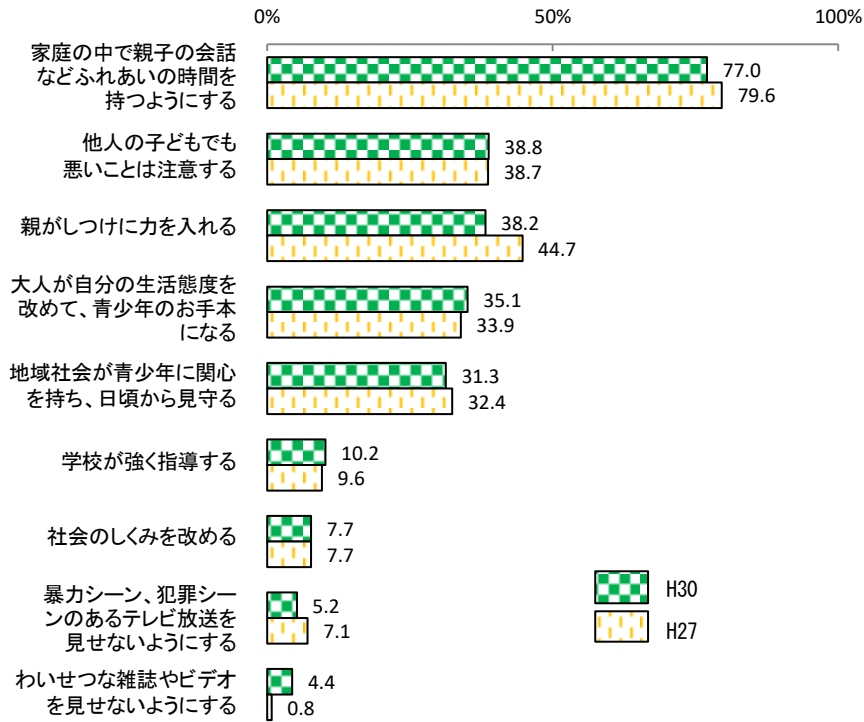 0%
50%
100%
家庭の中で親子の会話
などふれあいの時間を
持つようにする
77.0
79.6
他人の子どもでも
悪いことは注意する
38.8
38.7
親がしつけに力を入れる
38.2
44.7
大人が自分の生活態度を
改めて、青少年のお手本
になる
35.1
33.9
地域社会が青少年に関心
を持ち、日頃から見守る
31.3
32.4
学校が強く指導する
10.2
9.6
社会のしくみを改める
7.7
7.7
暴力シーン、犯罪シー
ンのあるテレビ放送を
見せないようにする
5.2
7.1
わいせつな雑誌やビデオ
を見せないようにする
4.4
0.8
H30
H27